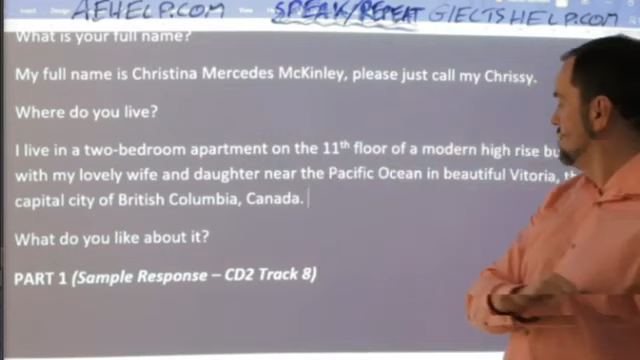 AEHELP.COM SPEAK/REPEAT GIELTSHELP.COM
What is your full name?
My full name is Christina Mercedes McKinley, please just call my Chrissy.
Where do you live?
I live in a two-bedroom apartment on the 11th floor of a modern high rise
with my lovely wife and daughter near the Pacific Ocean in beautiful Vitoria,
capital city of British Columbia, Canada.
What do you like about it?
PART 1 (Sample Response – CD2 Track 8)